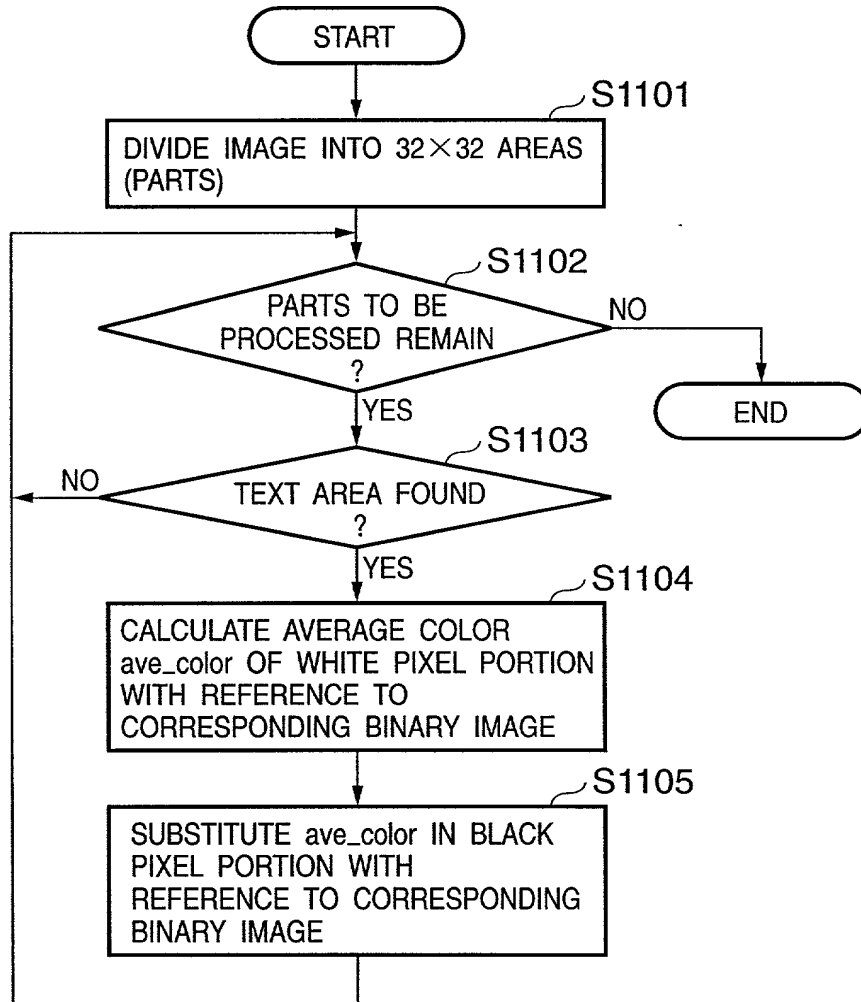 START
S1101
DIVIDE IMAGE INTO 32×32 AREAS
(PARTS)
S1102
PARTS TO BE
PROCESSED REMAIN
?
NO
YES
END
S1103
NO
TEXT AREA FOUND
?
YES
S1104
CALCULATE AVERAGE COLOR
ave_color OF WHITE PIXEL PORTION
WITH REFERENCE TO
CORRESPONDING BINARY IMAGE
S1105
SUBSTITUTE ave_color IN BLACK
PIXEL PORTION WITH
REFERENCE TO CORRESPONDING
BINARY IMAGE